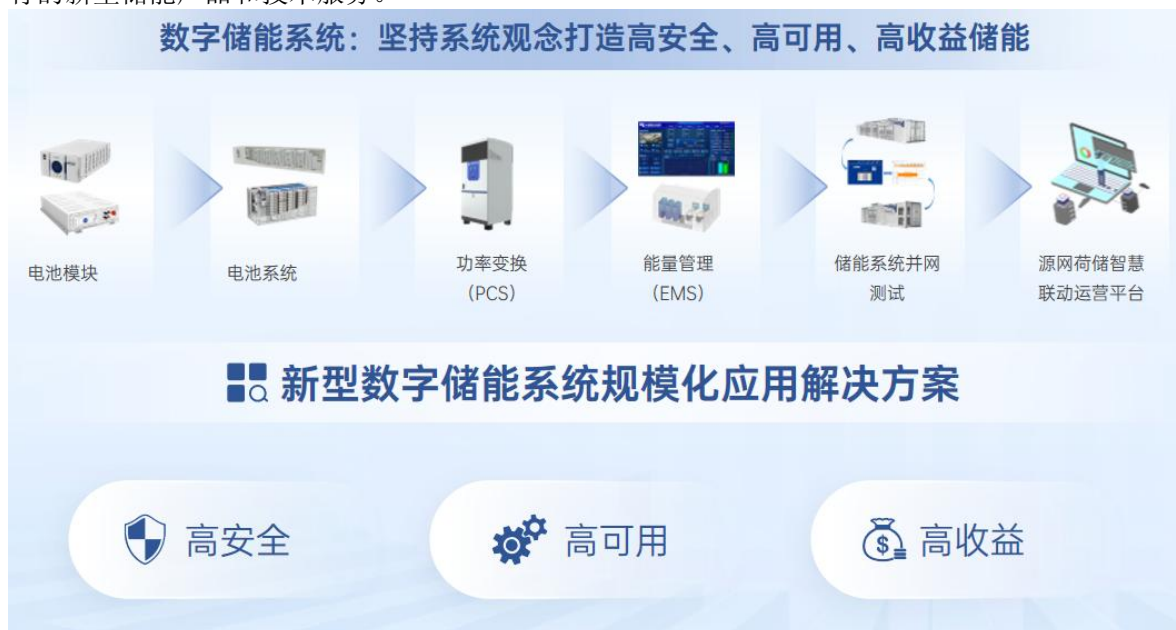 数字储能系统：坚持系统观念打造高安全、高可用、高收益储能
电池模块
电池系统
功率变换
（PCS）
能量管理
（EMS）
储能系统并网
测试
源网荷储智慧
联动运营平台
新型数字储能系统规模化应用解决方案
高安全
高可用
高收益